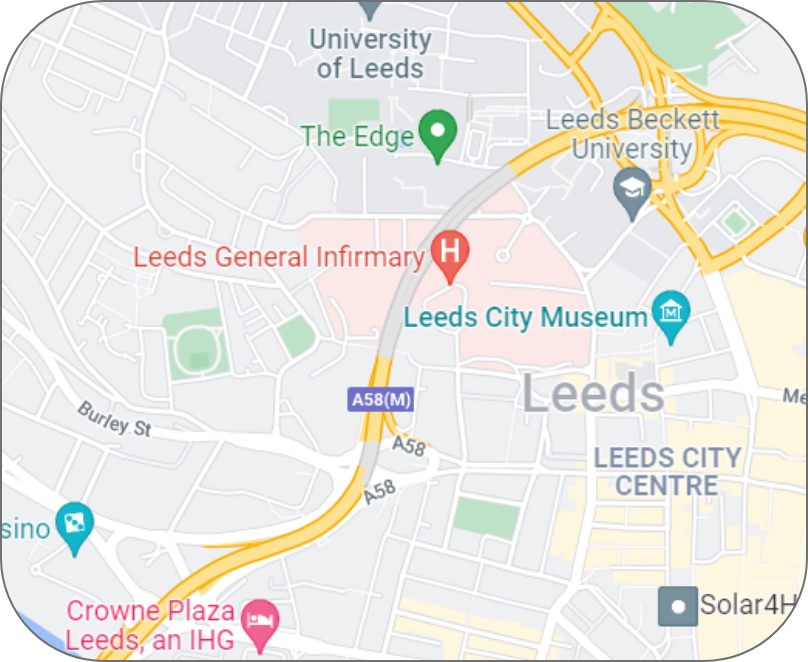 University
of Leeds
The Edge
Leeds Beckett
University
Leeds General Infirmary
H
Leeds City Museum
M
Leeds
A58(M)
Me
Burley St
A58
LEEDS CITY
CENTRE
A58
sino
Crowne Plaza
Leeds, an IHG
Solar4H